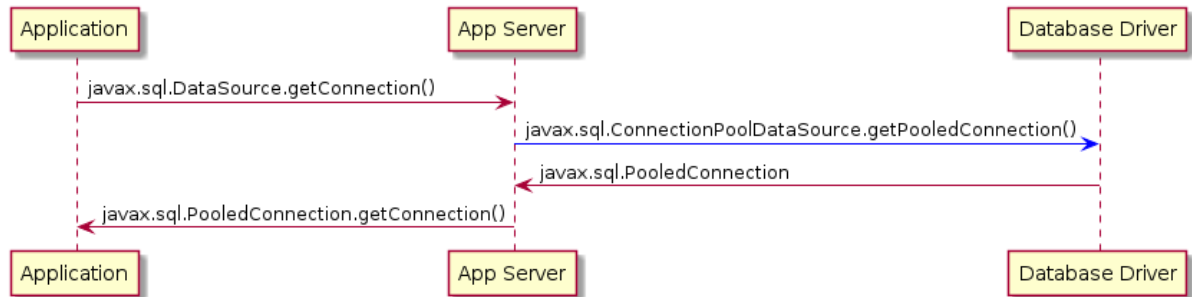 Application
App Server
Database Driver
javax.sql.DataSource.getConnection()
javax.sql.ConnectionPoolDataSource.getPooledConnection()
javax.sql.PooledConnection
javax.sql.PooledConnection.getConnection()
Application
App Server
Database Driver